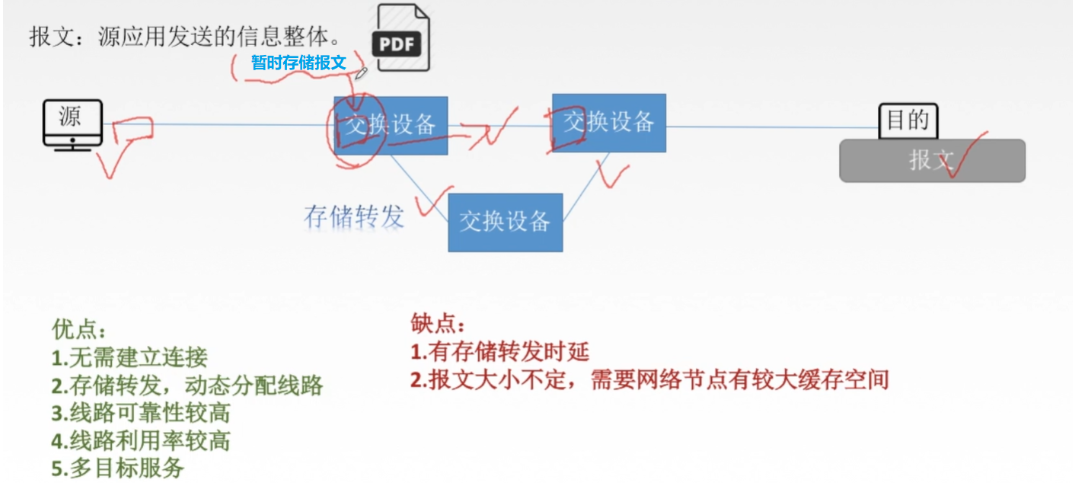 报文：源应用发送的信息整体。
PDF
暂时存储报文
源
交换设备
交换设备
目的
报文
存储转发
交换设备
优点：
1.无需建立连接
2.存储转发，动态分配线路
3.线路可靠性较高
4.线路利用率较高
5.多目标服务
缺点：
1.有存储转发时延
2.报文大小不定，需要网络节点有较大缓存空间